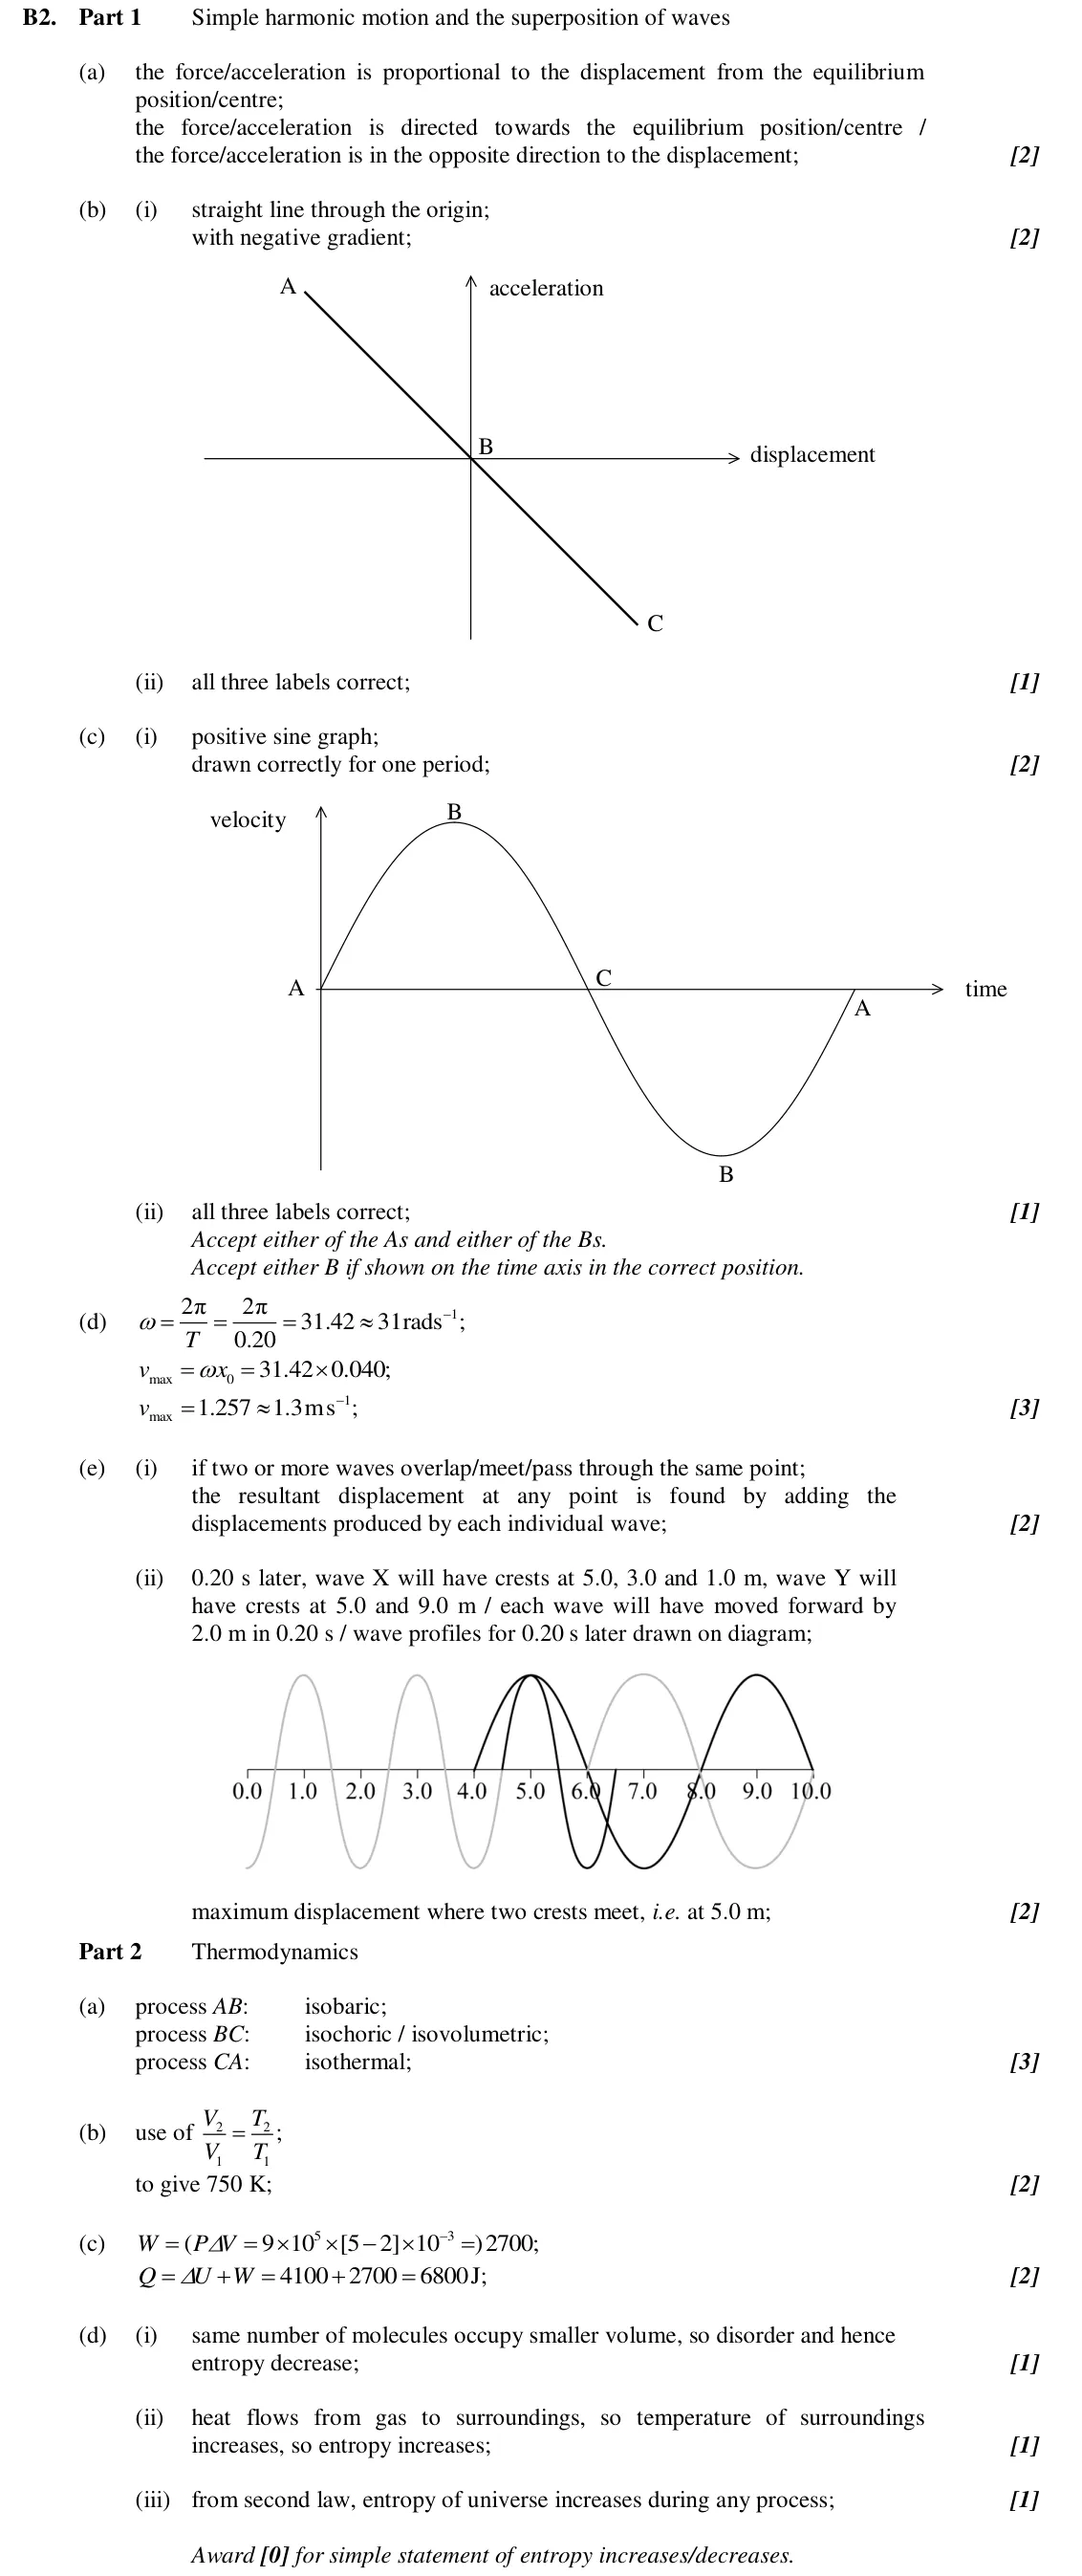 B2. Part 1 Simple harmonic motion and the superposition of waves
(a) the force/acceleration is proportional to the displacement from the equilibrium
position/centre;
the force/acceleration is directed towards the equilibrium position/centre /
the force/acceleration is in the opposite direction to the displacement; [2]
(b) (i) straight line through the origin;
with negative gradient; [2]
A
acceleration
B
displacement
C
(ii) all three labels correct; [1]
(c) (i) positive sine graph;
drawn correctly for one period; [2]
velocity
B
A
C
time
A
B
(ii) all three labels correct; [1]
Accept either of the As and either of the Bs.
Accept either B if shown on the time axis in the correct position.
(d) ω = 2π/T = 2π/0.20 = 31.42 ≈ 31 rad s⁻¹;
v_max = ωx₀ = 31.42 × 0.040;
v_max = 1.257 ≈ 1.3 m s⁻¹; [3]
(e) (i) if two or more waves overlap/meet/pass through the same point;
the resultant displacement at any point is found by adding the
displacements produced by each individual wave; [2]
(ii) 0.20 s later, wave X will have crests at 5.0, 3.0 and 1.0 m, wave Y will
have crests at 5.0 and 9.0 m / each wave will have moved forward by
2.0 m in 0.20 s / wave profiles for 0.20 s later drawn on diagram;
0.0 1.0 2.0 3.0 4.0 5.0 6.0 7.0 8.0 9.0 10.0
maximum displacement where two crests meet, i.e. at 5.0 m; [2]
Part 2 Thermodynamics
(a) process AB: isobaric;
process BC: isochoric / isovolumetric;
process CA: isothermal; [3]
(b) use of V₂/V₁ = T₂/T₁;
to give 750 K; [2]
(c) W = (PΔV = 9×10⁵ × [5 − 2] × 10⁻³ =) 2700;
Q = ΔU + W = 4100 + 2700 = 6800 J; [2]
(d) (i) same number of molecules occupy smaller volume, so disorder and hence
entropy decrease; [1]
(ii) heat flows from gas to surroundings, so temperature of surroundings
increases, so entropy increases; [1]
(iii) from second law, entropy of universe increases during any process; [1]
Award [0] for simple statement of entropy increases/decreases.